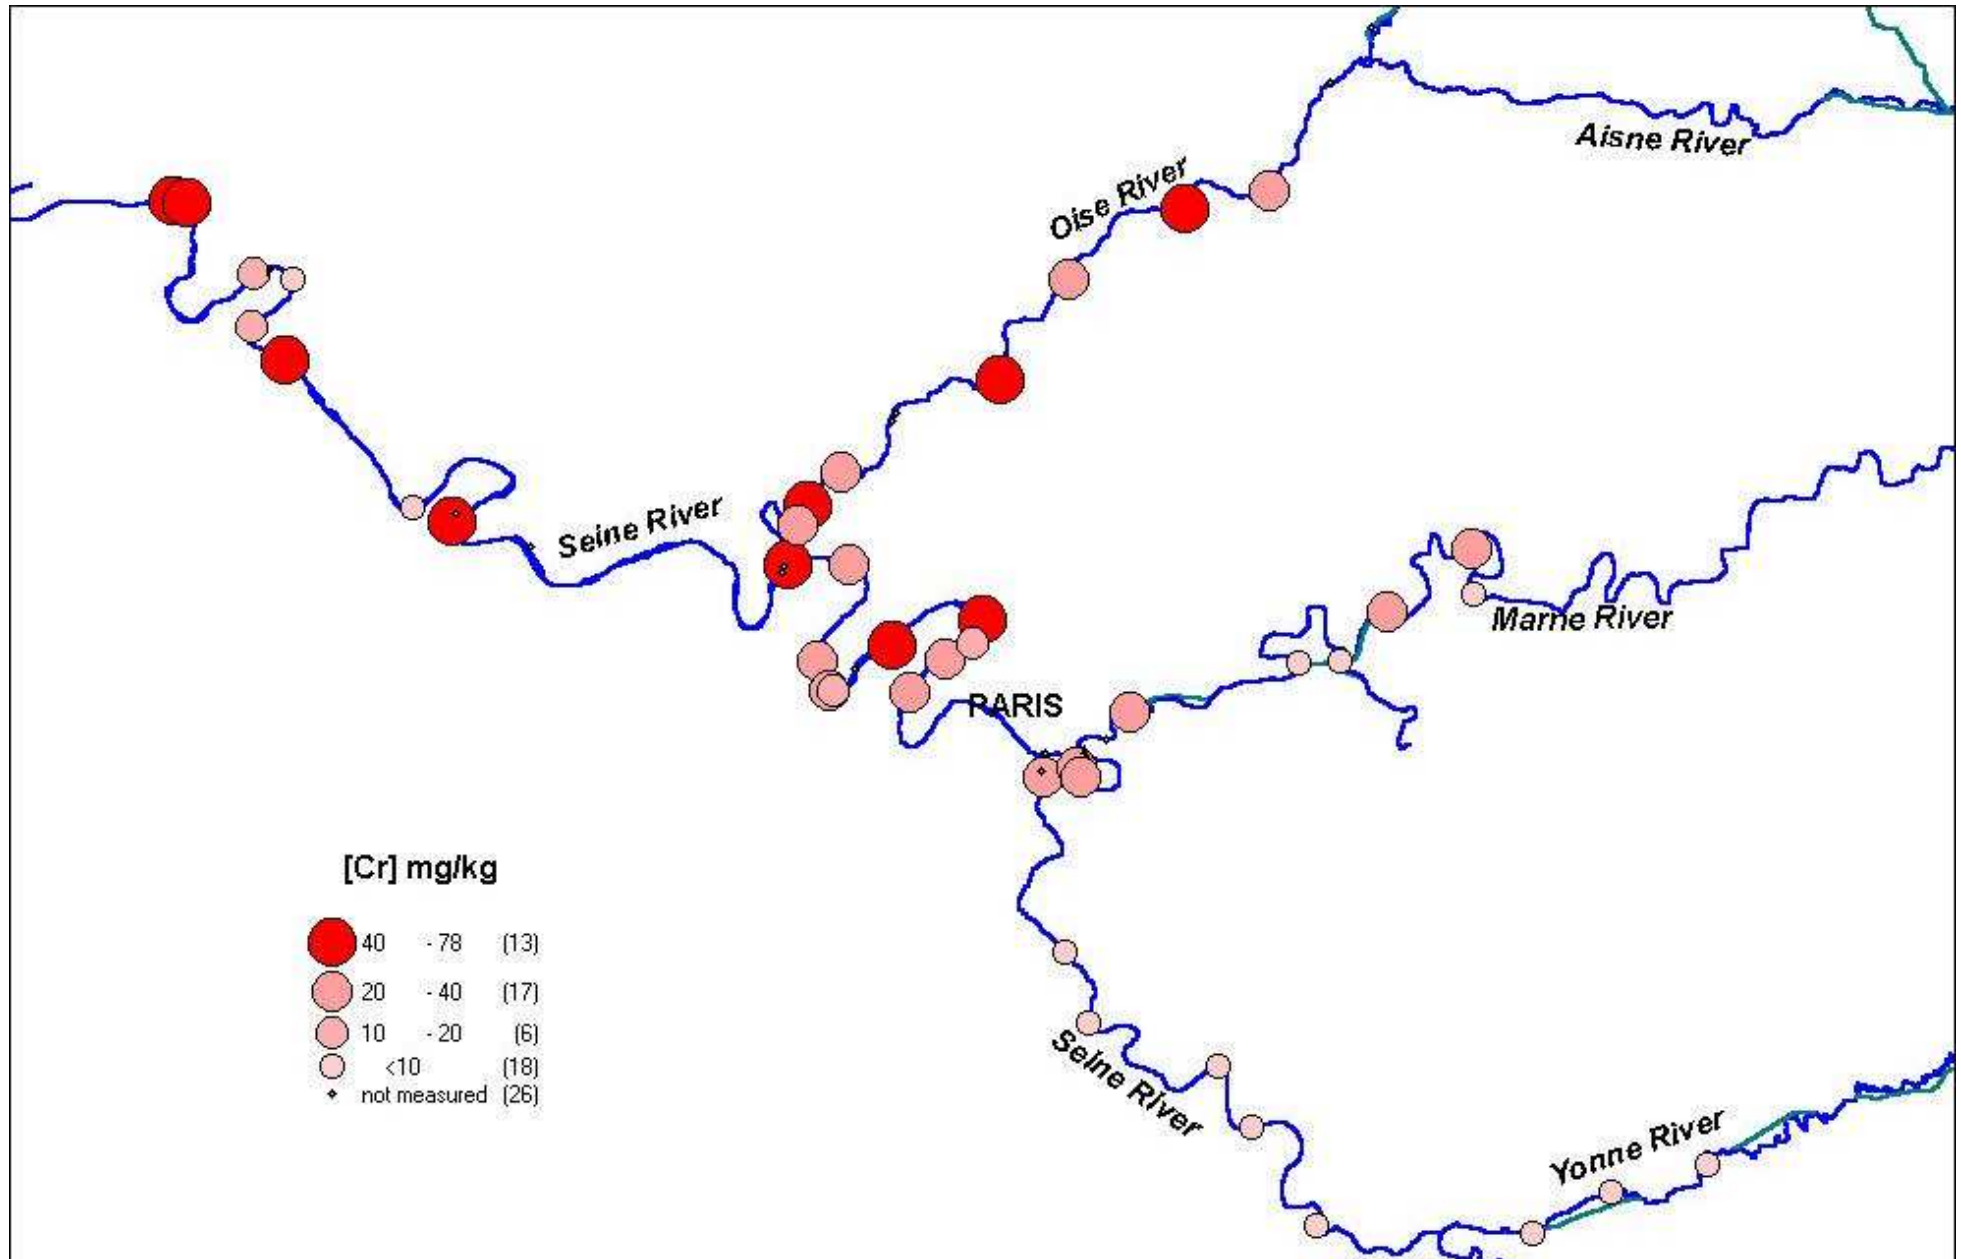 Aisne River
Oise River
Seine River
Marne River
PARIS
[Cr] mg/kg
40 - 78 (13)
20 - 40 (17)
10 - 20 (6)
<10 (18)
not measured (26)
Seine River
Yonne River